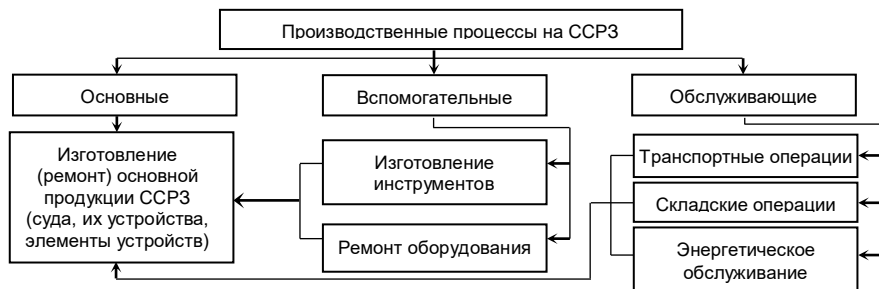 Производственные процессы на ССРЗ
Основные
Вспомогательные
Обслуживающие
Изготовление
(ремонт) основной
продукции ССРЗ
(суда, их устройства,
элементы устройств)
Изготовление
инструментов
Ремонт оборудования
Транспортные операции
Складские операции
Энергетическое
обслуживание